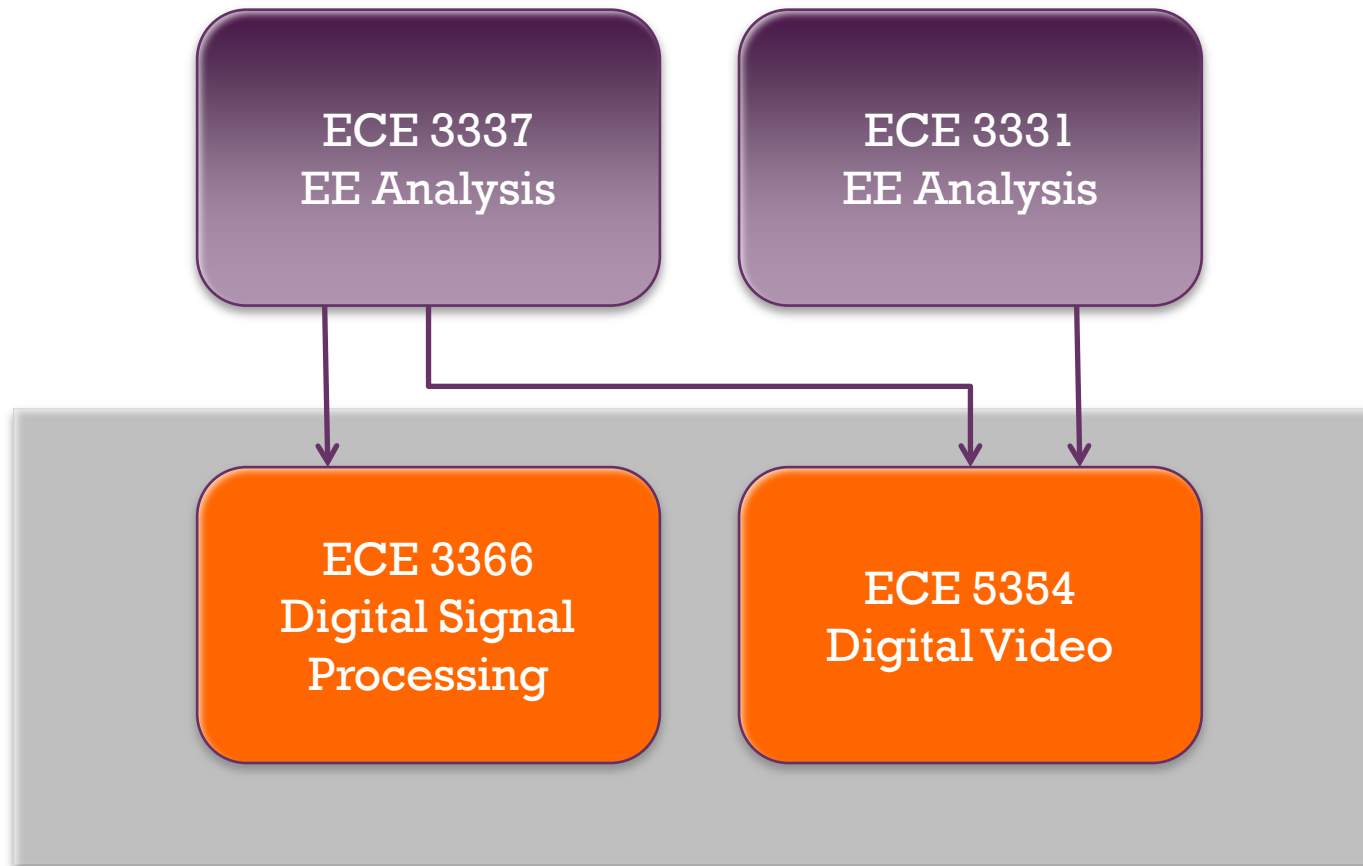 ECE 3337
EE Analysis
ECE 3331
EE Analysis
ECE 3366
Digital Signal
Processing
ECE 5354
Digital Video